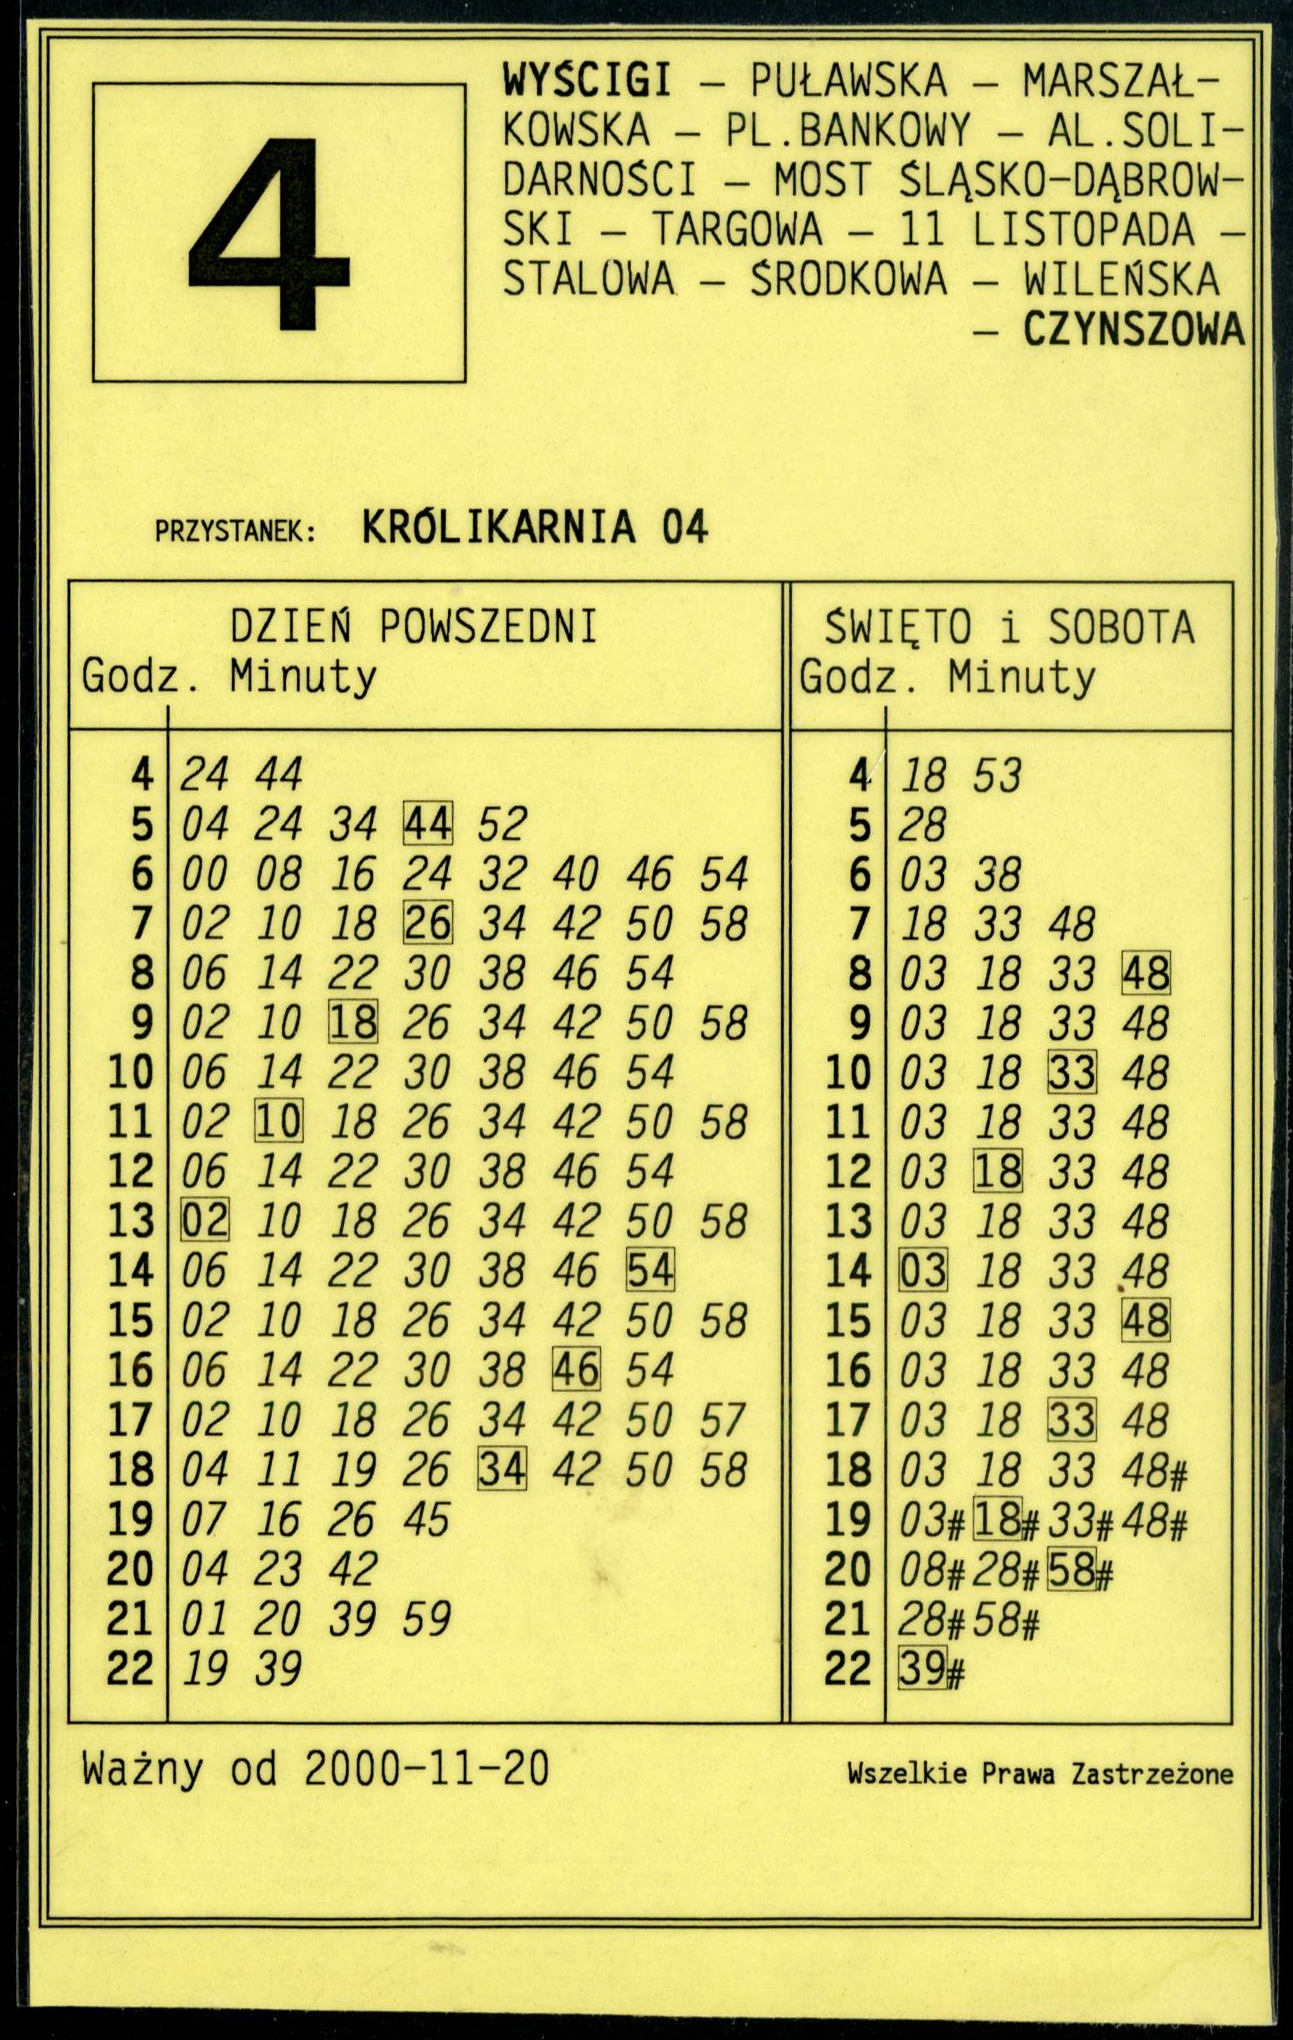 4
WYŚCIGI – PUŁAWSKA – MARSZAŁ-
KOWSKA – PL.BANKOWY – AL.SOLI-
DARNOŚCI – MOST ŚLĄSKO-DĄBROW-
SKI – TARGOWA – 11 LISTOPADA –
STALOWA – ŚRODKOWA – WILEŃSKA
– CZYNSZOWA
PRZYSTANEK: KRÓLIKARNIA 04
DZIEŃ POWSZEDNI
Godz. Minuty
4 24 44
5 04 24 34 44 52
6 00 08 16 24 32 40 46 54
7 02 10 18 26 34 42 50 58
8 06 14 22 30 38 46 54
9 02 10 18 26 34 42 50 58
10 06 14 22 30 38 46 54
11 02 10 18 26 34 42 50 58
12 06 14 22 30 38 46 54
13 02 10 18 26 34 42 50 58
14 06 14 22 30 38 46 54
15 02 10 18 26 34 42 50 58
16 06 14 22 30 38 46 54
17 02 10 18 26 34 42 50 57
18 04 11 19 26 34 42 50 58
19 07 16 26 45
20 04 23 42
21 01 20 39 59
22 19 39
ŚWIĘTO i SOBOTA
Godz. Minuty
4 18 53
5 28
6 03 38
7 18 33 48
8 03 18 33 48
9 03 18 33 48
10 03 18 33 48
11 03 18 33 48
12 03 18 33 48
13 03 18 33 48
14 03 18 33 48
15 03 18 33 48
16 03 18 33 48
17 03 18 33 48
18 03 18 33 48#
19 03# 18# 33# 48#
20 08# 28# 58#
21 28# 58#
22 39#
Ważny od 2000-11-20
Wszelkie Prawa Zastrzeżone